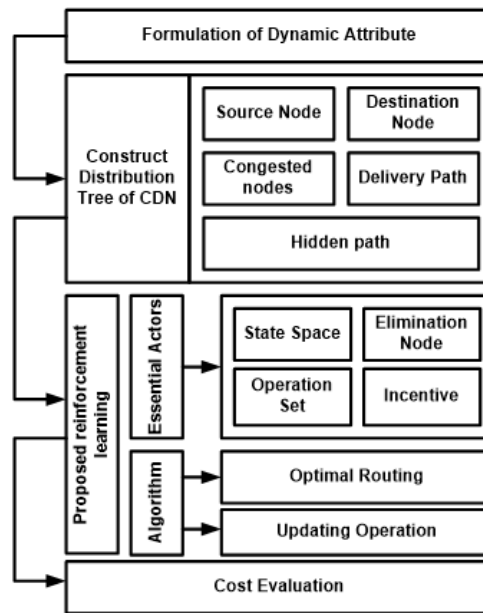 Formulation of Dynamic Attribute
Construct
Distribution
Tree of CDN
Source Node
Destination
Node
Congested
nodes
Delivery Path
Hidden path
Proposed reinforcement
learning
Essential Actors
State Space
Elimination
Node
Operation
Set
Incentive
Algorithm
Optimal Routing
Updating Operation
Cost Evaluation